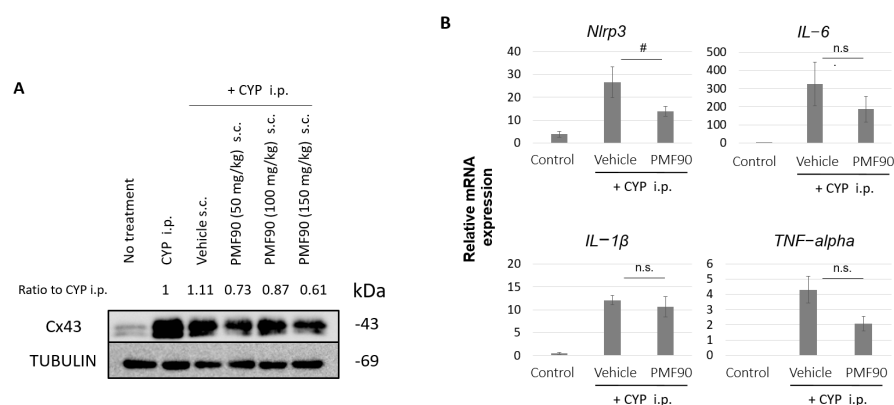 A
+ CYP i.p.
No treatment
CYP i.p.
Vehicle s.c.
PMF90 (50 mg/kg) s.c.
PMF90 (100 mg/kg) s.c.
PMF90 (150 mg/kg) s.c.
Ratio to CYP i.p. 1 1.11 0.73 0.87 0.61 kDa
Cx43 -43
TUBULIN -69
B
Relative mRNA
expression
Nlrp3
#
40
30
20
10
0
Control Vehicle PMF90
+ CYP i.p.
IL−6
n.s
500
400
300
200
100
0
Control Vehicle PMF90
+ CYP i.p.
IL−1β
n.s.
20
15
10
5
0
Control Vehicle PMF90
+ CYP i.p.
TNF-alpha
n.s.
6
5
4
3
2
1
0
Control Vehicle PMF90
+ CYP i.p.